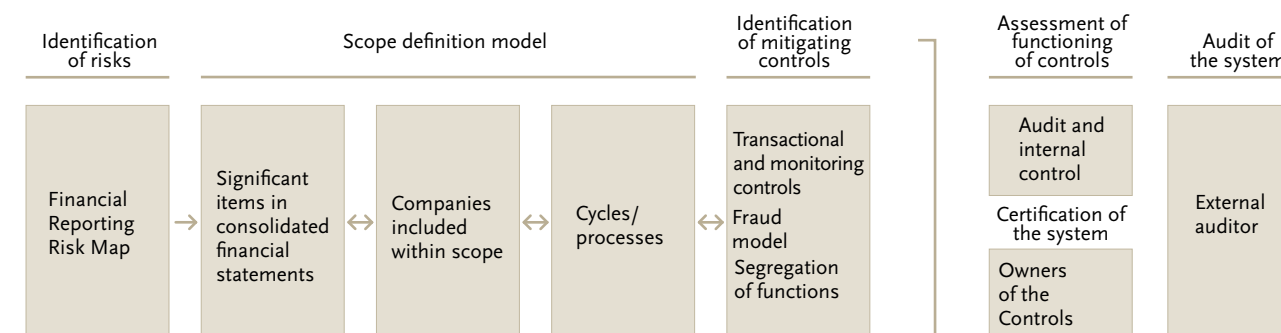 Identification
of risks
Scope definition model
Identification
of mitigating
controls
Assessment of
functioning
of controls
Audit of
the system
Financial
Reporting
Risk Map
Significant
items in
consolidated
financial
statements
Companies
included
within scope
Cycles/
processes
Transactional
and monitoring
controls
Fraud
model
Segregation
of functions
Audit and
internal
control
Certification of
the system
Owners
of the
Controls
External
auditor